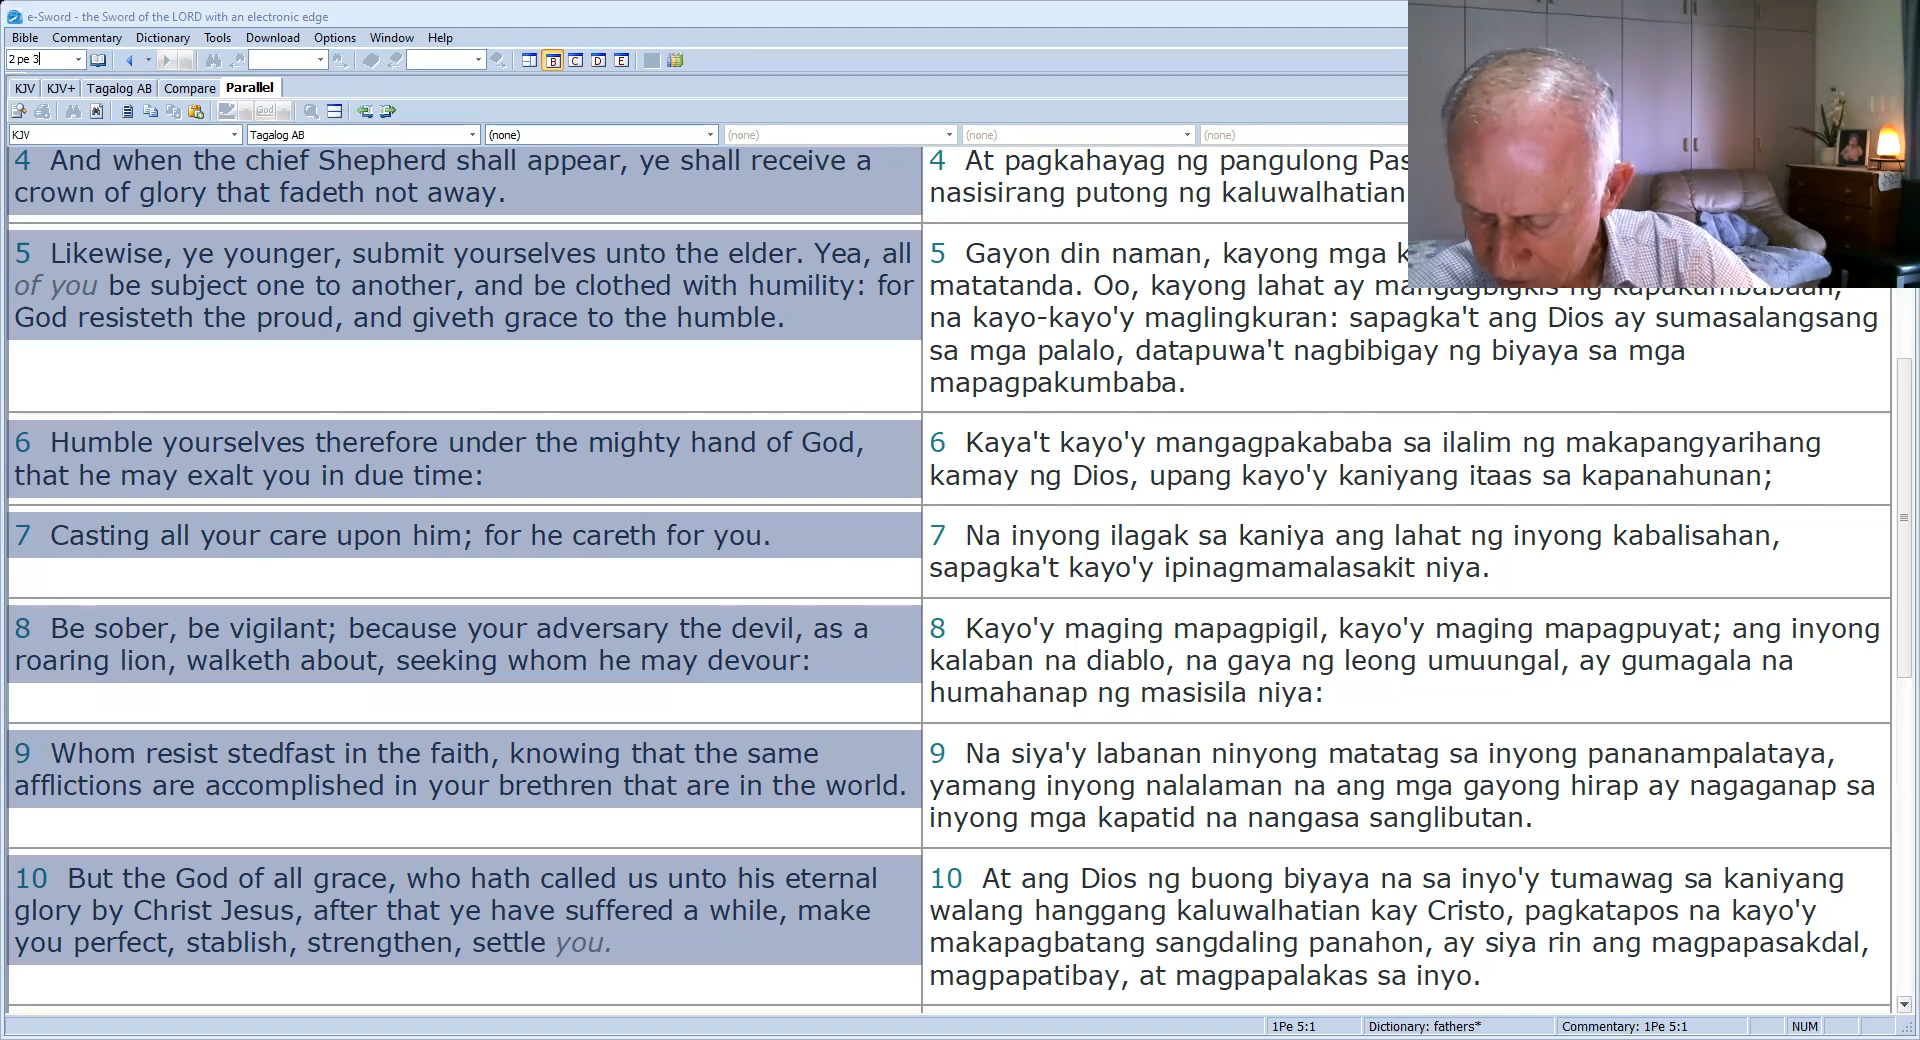 e-Sword - the Sword of the LORD with an electronic edge
Bible Commentary Dictionary Tools Download Options Window Help
2 pe 3
B C D E
KJV KJV+ Tagalog AB Compare Parallel
God
KJV Tagalog AB (none) (none) (none) (none)
4 And when the chief Shepherd shall appear, ye shall receive a
crown of glory that fadeth not away.
5 Likewise, ye younger, submit yourselves unto the elder. Yea, all
of you be subject one to another, and be clothed with humility: for
God resisteth the proud, and giveth grace to the humble.
6 Humble yourselves therefore under the mighty hand of God,
that he may exalt you in due time:
7 Casting all your care upon him; for he careth for you.
8 Be sober, be vigilant; because your adversary the devil, as a
roaring lion, walketh about, seeking whom he may devour:
9 Whom resist stedfast in the faith, knowing that the same
afflictions are accomplished in your brethren that are in the world.
10 But the God of all grace, who hath called us unto his eternal
glory by Christ Jesus, after that ye have suffered a while, make
you perfect, stablish, strengthen, settle you.
4 At pagkahayag ng pangulong
nasisirang putong ng kaluwalhatian
5 Gayon din naman, kayong mga
matatanda. Oo, kayong lahat ay mangagbigkis ng kapakumbabaan,
na kayo-kayo'y maglingkuran: sapagka't ang Dios ay sumasalangsang
sa mga palalo, datapuwa't nagbibigay ng biyaya sa mga
mapagpakumbaba.
6 Kaya't kayo'y mangagpakababa sa ilalim ng makapangyarihang
kamay ng Dios, upang kayo'y kaniyang itaas sa kapanahunan;
7 Na inyong ilagak sa kaniya ang lahat ng inyong kabalisahan,
sapagka't kayo'y ipinagmamalasakit niya.
8 Kayo'y maging mapagpigil, kayo'y maging mapagpuyat; ang inyong
kalaban na diablo, na gaya ng leong umuungal, ay gumagala na
humahanap ng masisila niya:
9 Na siya'y labanan ninyong matatag sa inyong pananampalataya,
yamang inyong nalalaman na ang mga gayong hirap ay nagaganap sa
inyong mga kapatid na nangasa sanglibutan.
10 At ang Dios ng buong biyaya na sa inyo'y tumawag sa kaniyang
walang hanggang kaluwalhatian kay Cristo, pagkatapos na kayo'y
makapagbatang sangdaling panahon, ay siya rin ang magpapasakdal,
magpapatibay, at magpapalakas sa inyo.
1Pe 5:1 Dictionary: fathers* Commentary: 1Pe 5:1 NUM